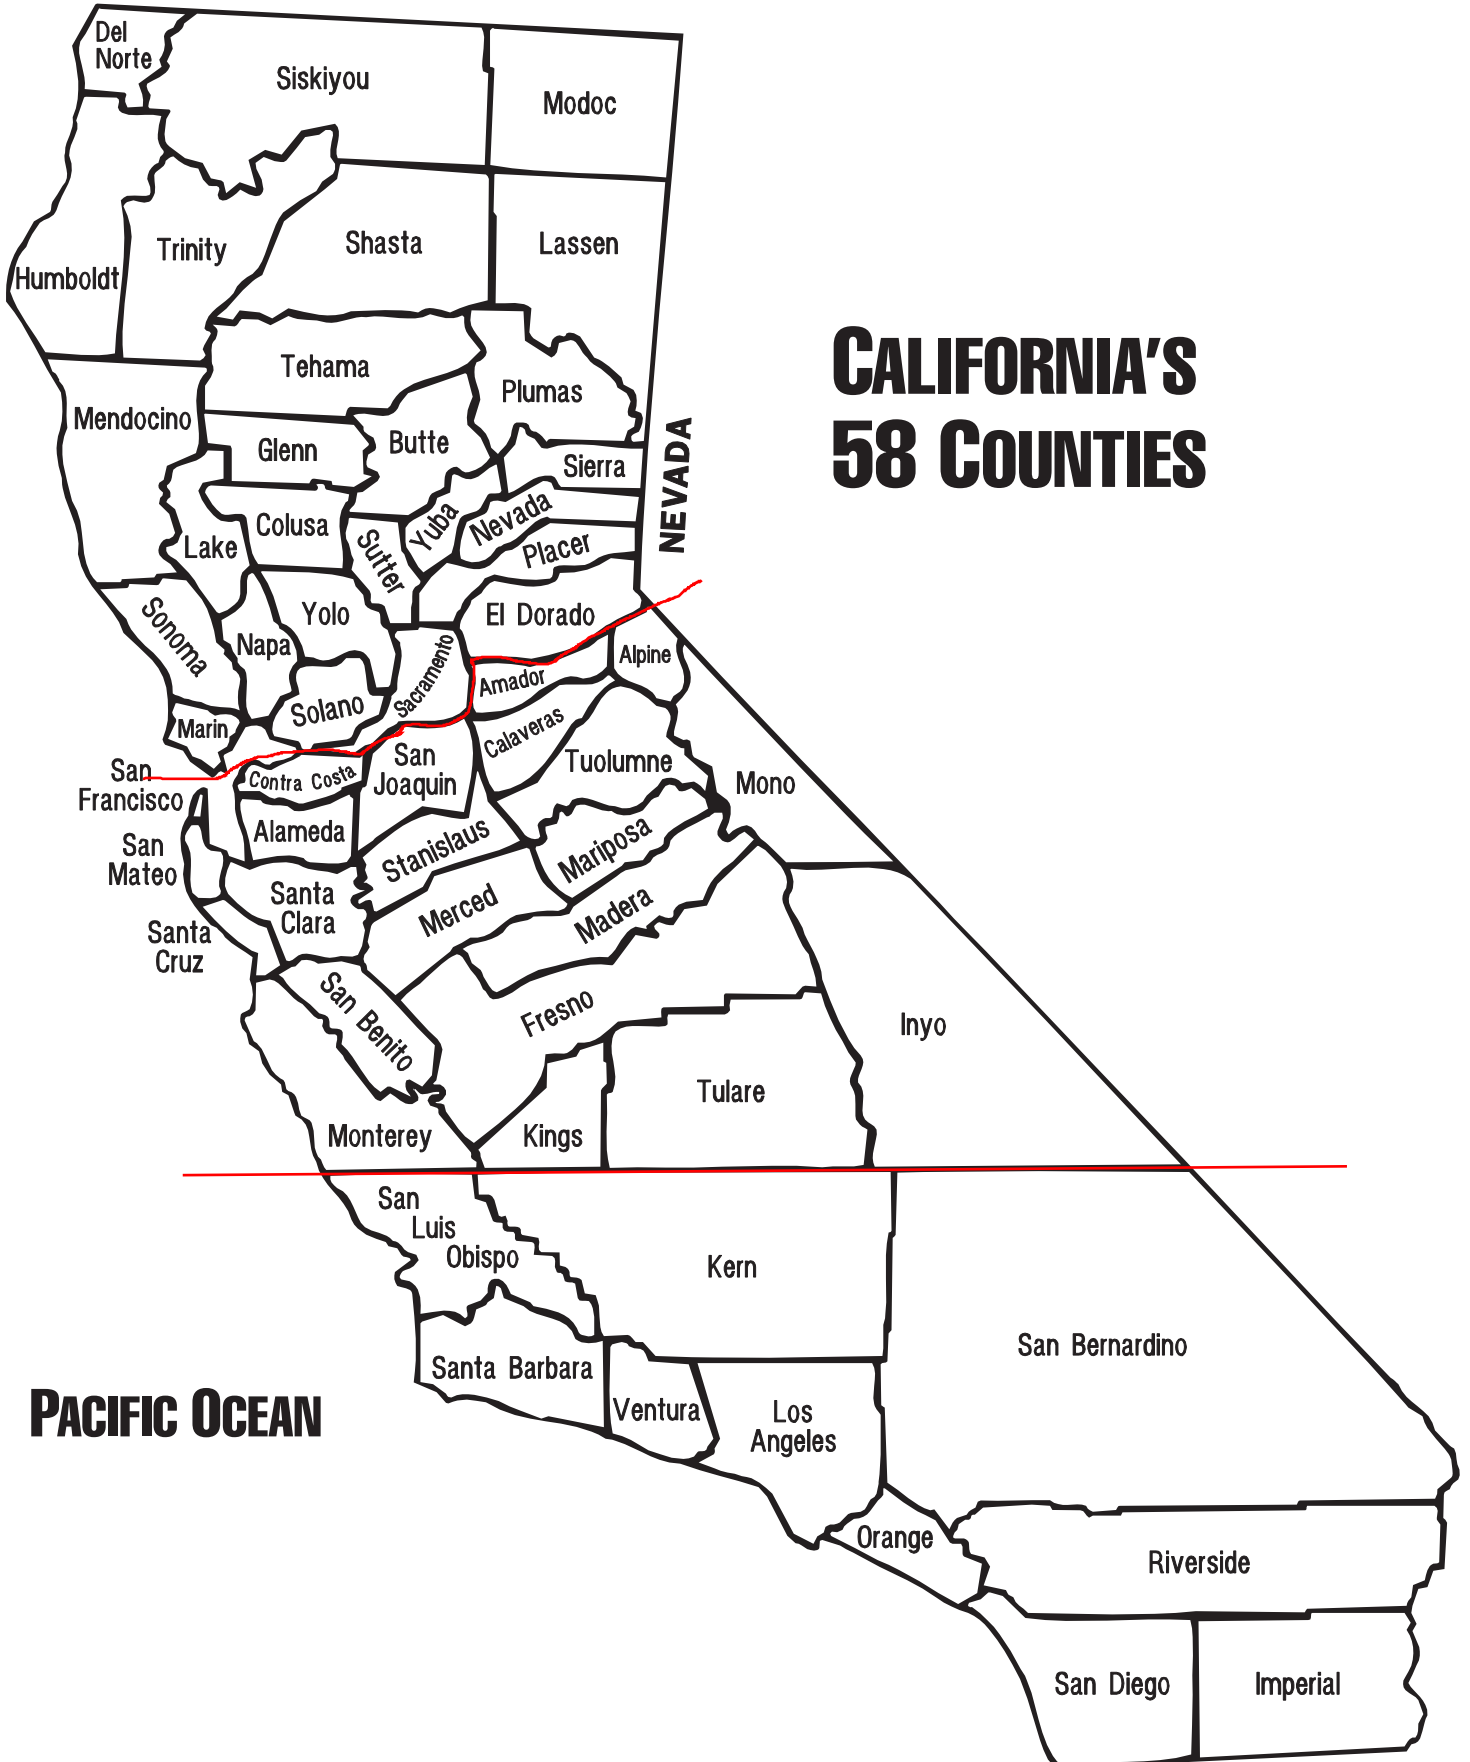 Del
Norte
Siskiyou
Modoc
Humboldt
Trinity
Shasta
Lassen
CALIFORNIA'S
58 COUNTIES
Tehama
Plumas
Mendocino
Glenn
Butte
Sierra
NEVADA
Colusa
Lake
Sutter
Yuba
Nevada
Placer
Sonoma
Napa
Yolo
El Dorado
Sacramento
Alpine
Amador
Solano
Marin
Calaveras
San
Francisco
Contra Costa
San
Joaquin
Tuolumne
Mono
Alameda
Stanislaus
Mariposa
San
Mateo
Santa
Clara
Merced
Madera
Santa
Cruz
San Benito
Fresno
Inyo
Tulare
Monterey
Kings
San
Luis
Obispo
Kern
San Bernardino
Santa Barbara
Ventura
Los
Angeles
PACIFIC OCEAN
Orange
Riverside
San Diego
Imperial